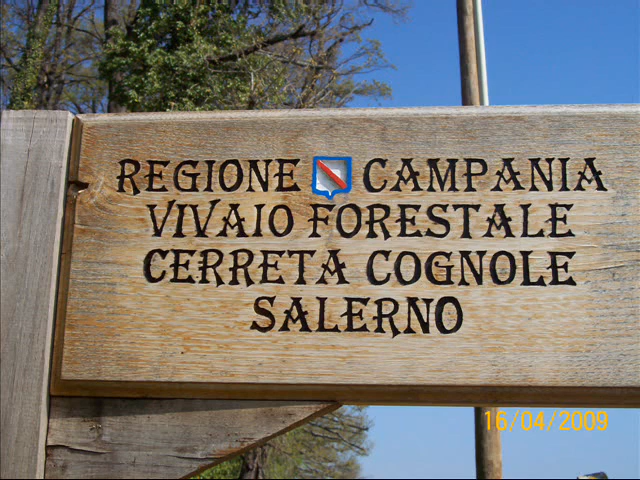 REGIONE CAMPANIA
VIVAIO FORESTALE
CERRETA COGNOLE
SALERNO
16/04/2009